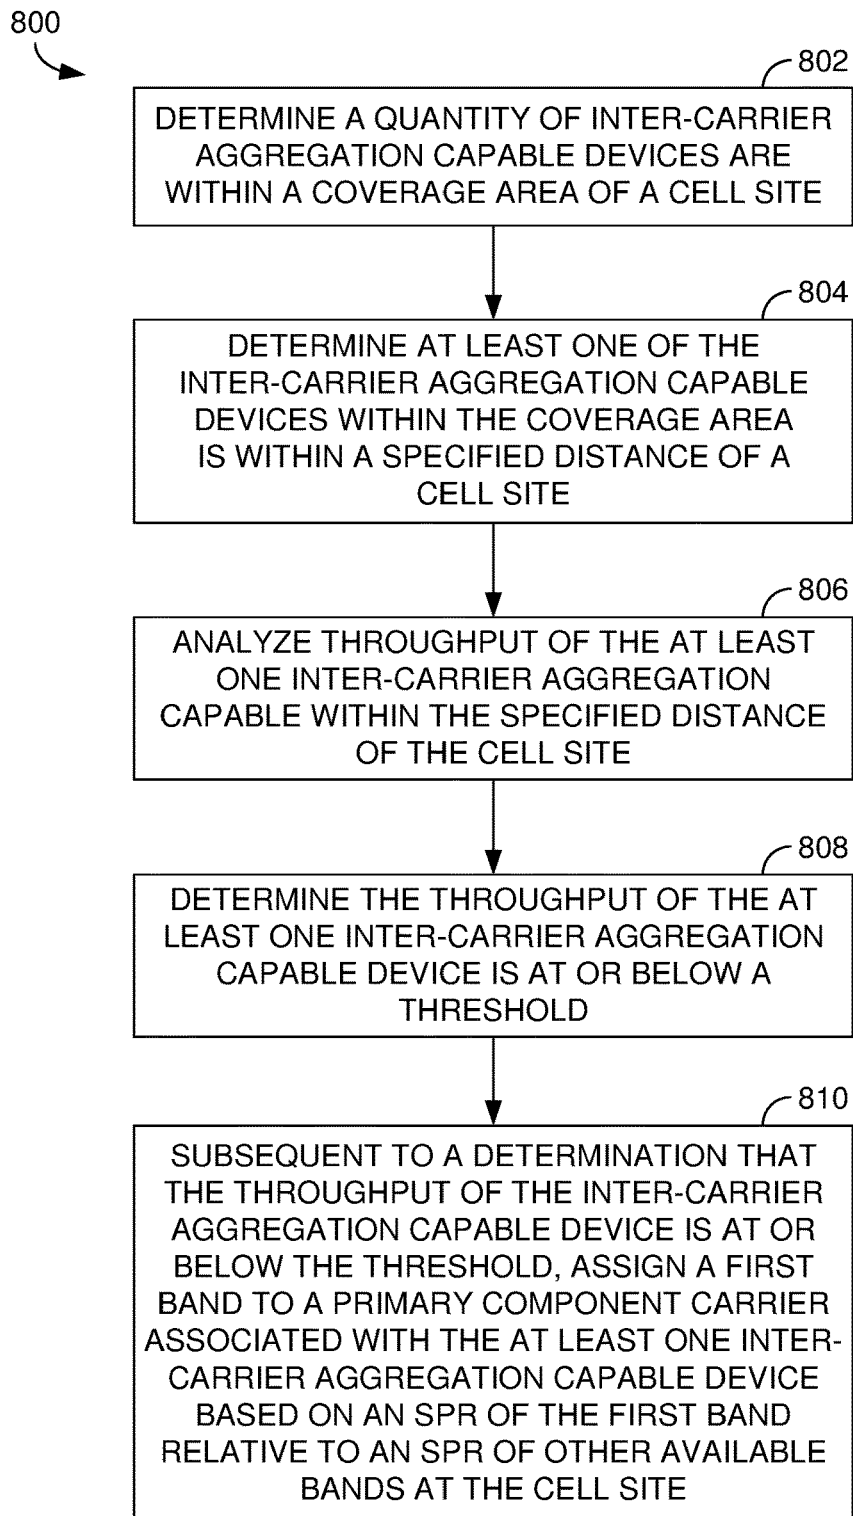 800
802
DETERMINE A QUANTITY OF INTER-CARRIER
AGGREGATION CAPABLE DEVICES ARE
WITHIN A COVERAGE AREA OF A CELL SITE
804
DETERMINE AT LEAST ONE OF THE
INTER-CARRIER AGGREGATION CAPABLE
DEVICES WITHIN THE COVERAGE AREA
IS WITHIN A SPECIFIED DISTANCE OF A
CELL SITE
806
ANALYZE THROUGHPUT OF THE AT LEAST
ONE INTER-CARRIER AGGREGATION
CAPABLE WITHIN THE SPECIFIED DISTANCE
OF THE CELL SITE
808
DETERMINE THE THROUGHPUT OF THE AT
LEAST ONE INTER-CARRIER AGGREGATION
CAPABLE DEVICE IS AT OR BELOW A
THRESHOLD
810
SUBSEQUENT TO A DETERMINATION THAT
THE THROUGHPUT OF THE INTER-CARRIER
AGGREGATION CAPABLE DEVICE IS AT OR
BELOW THE THRESHOLD, ASSIGN A FIRST
BAND TO A PRIMARY COMPONENT CARRIER
ASSOCIATED WITH THE AT LEAST ONE INTER-
CARRIER AGGREGATION CAPABLE DEVICE
BASED ON AN SPR OF THE FIRST BAND
RELATIVE TO AN SPR OF OTHER AVAILABLE
BANDS AT THE CELL SITE